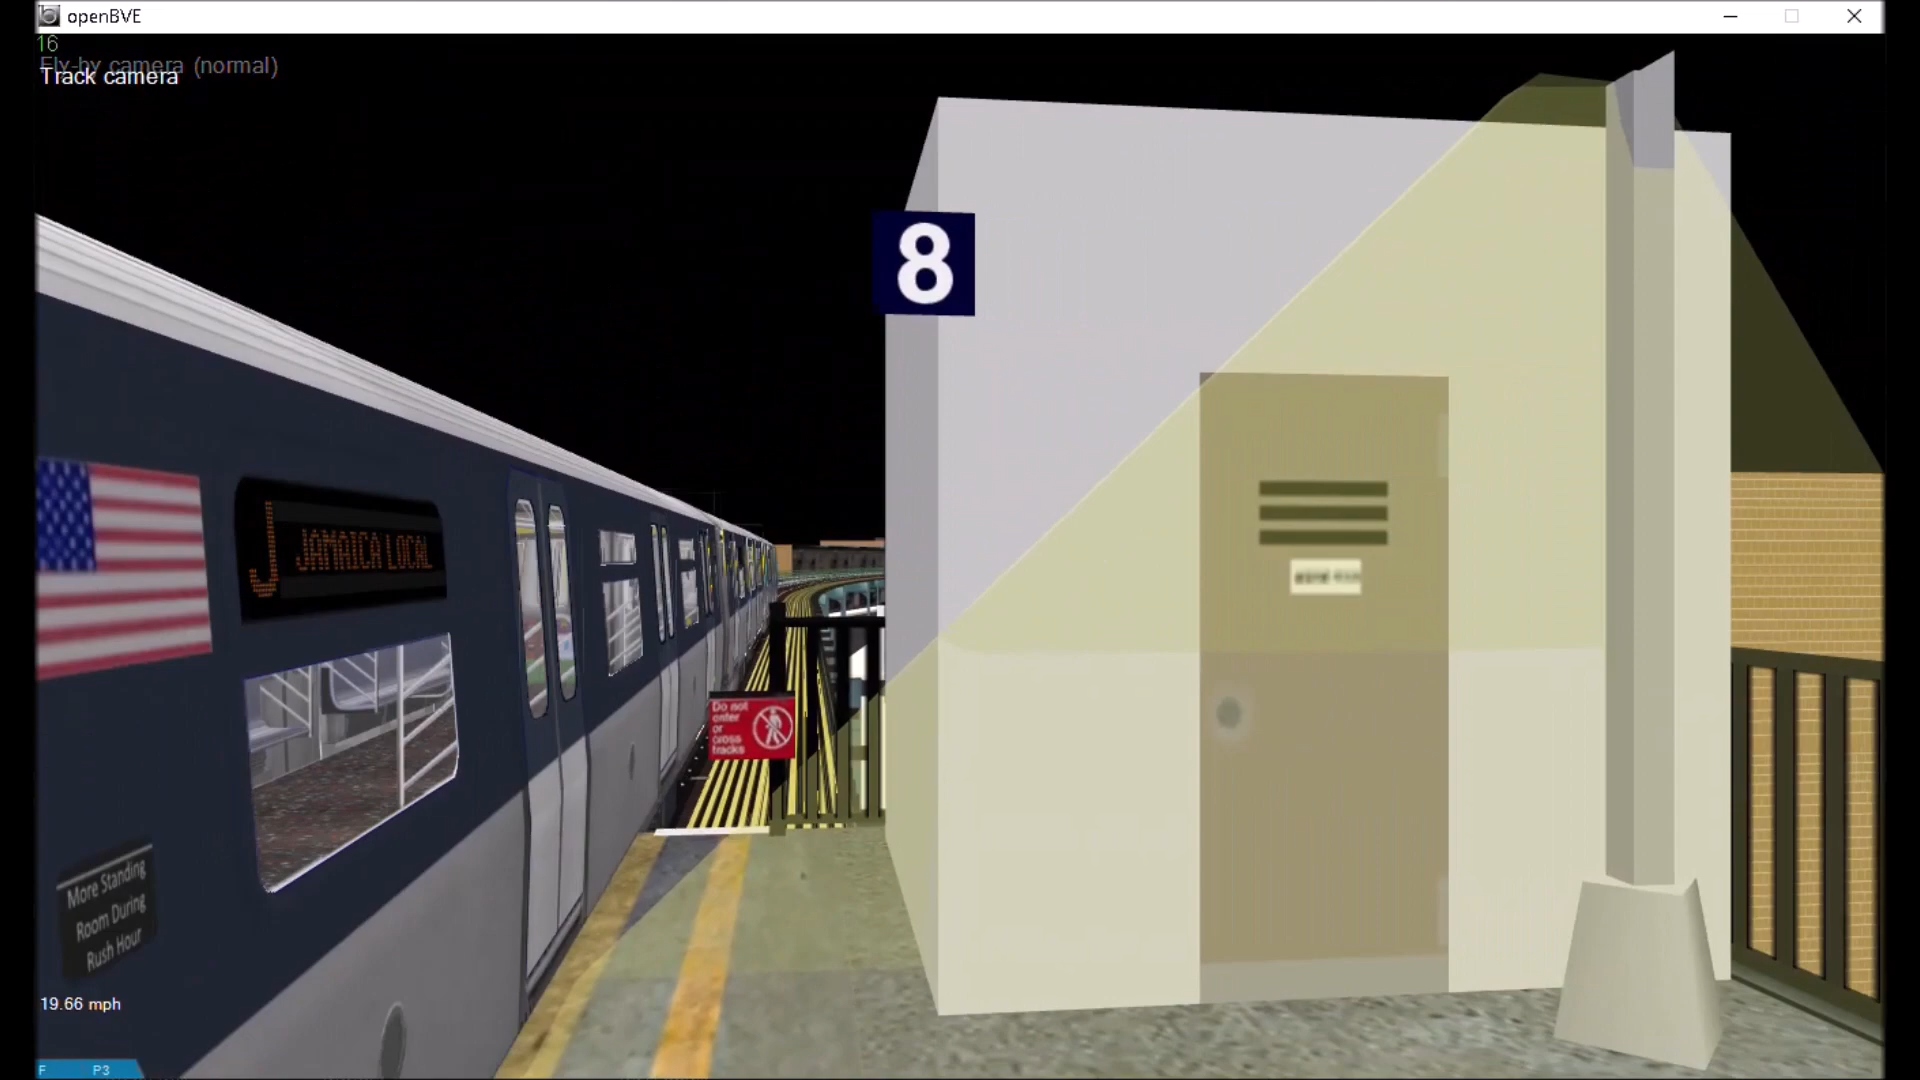 openBVE
16
Fly-by camera (normal)
Track camera
8
J JAMAICA LOCAL
Do not
enter
or
cross
tracks
More Standing
Room During
Rush Hour
19.66 mph
F P3